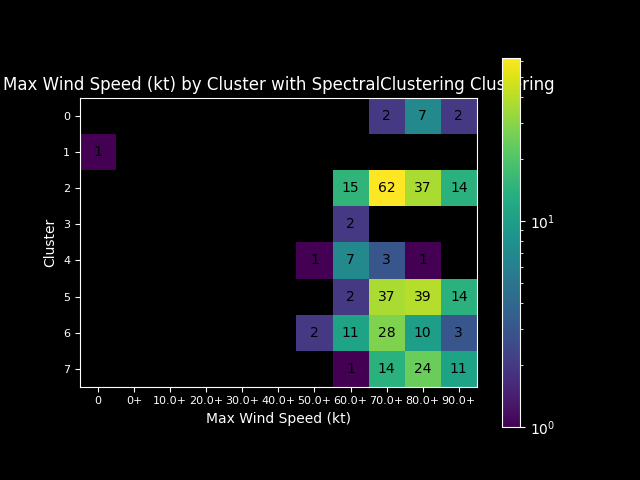 Max Wind Speed (kt) by Cluster with SpectralClustering Clustering
0 2 7 2
1 1
2 15 62 37 14
3 2
4 1 7 3 1
5 2 37 39 14
6 2 11 28 10 3
7 1 14 24 11
0 0+ 10.0+ 20.0+ 30.0+ 40.0+ 50.0+ 60.0+ 70.0+ 80.0+ 90.0+
Max Wind Speed (kt)
Cluster
10¹
10⁰